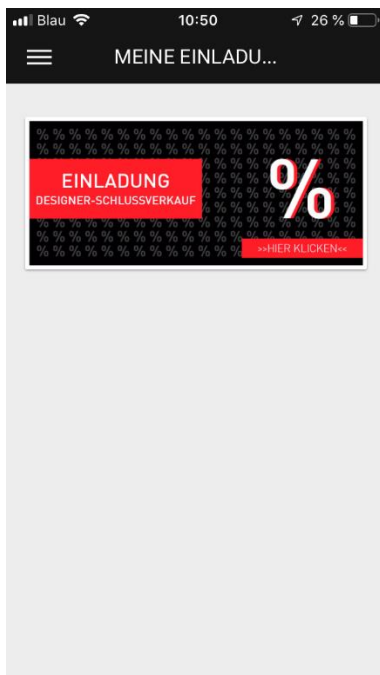 Blau 10:50 26 %
MEINE EINLADU...
EINLADUNG
DESIGNER-SCHLUSSVERKAUF
%
>>HIER KLICKEN<<